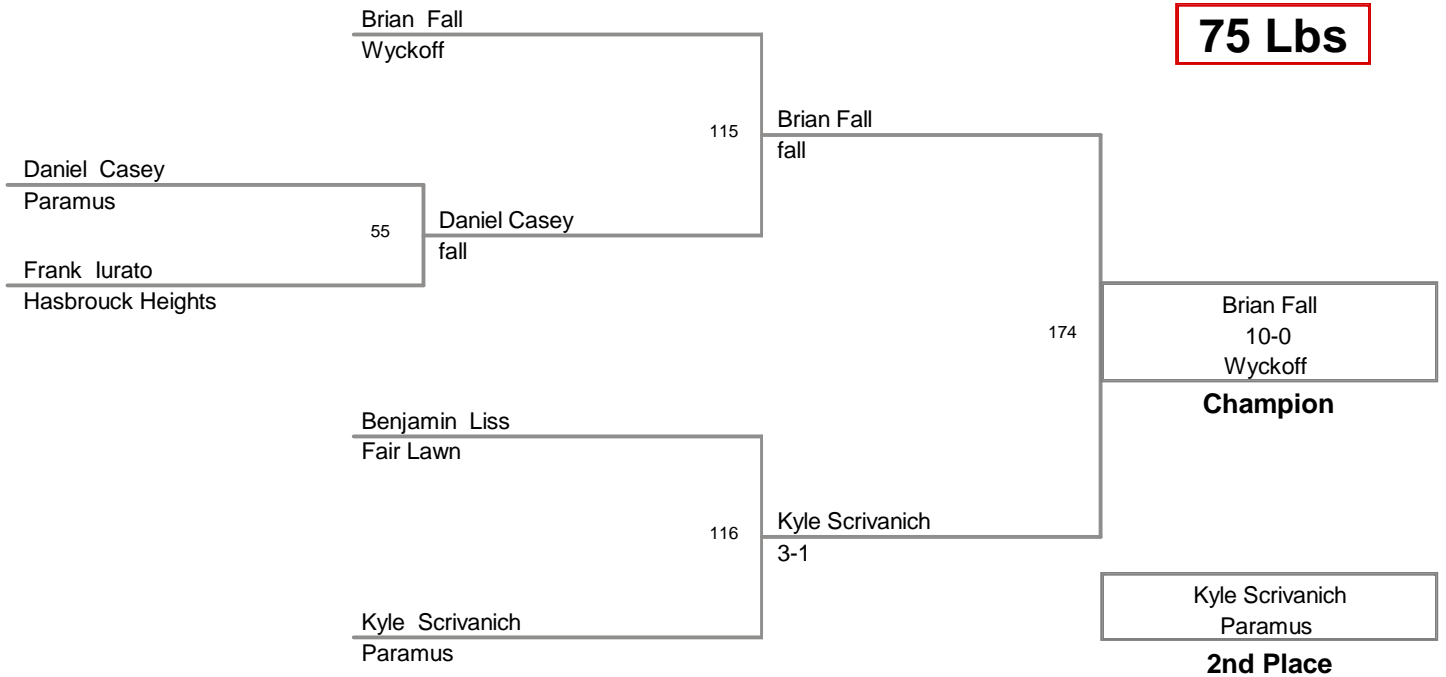 Brian Fall
Wyckoff
75 Lbs
115
Brian Fall
fall
Daniel Casey
Paramus
55
Daniel Casey
fall
Frank Iurato
Hasbrouck Heights
174
Brian Fall
10-0
Wyckoff
Champion
Benjamin Liss
Fair Lawn
116
Kyle Scrivanich
3-1
Kyle Scrivanich
Paramus
Kyle Scrivanich
Paramus
2nd Place